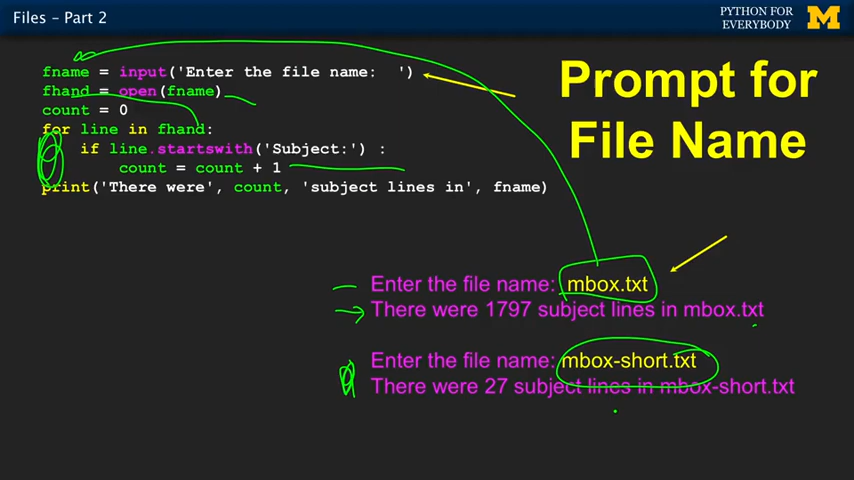 Files – Part 2
PYTHON FOR
EVERYBODY
M
fname = input('Enter the file name:  ')
fhand = open(fname)
count = 0
for line in fhand:
    if line.startswith('Subject:') :
        count = count + 1
print('There were', count, 'subject lines in', fname)
Prompt for
File Name
Enter the file name: mbox.txt
There were 1797 subject lines in mbox.txt
Enter the file name: mbox-short.txt
There were 27 subject lines in mbox-short.txt